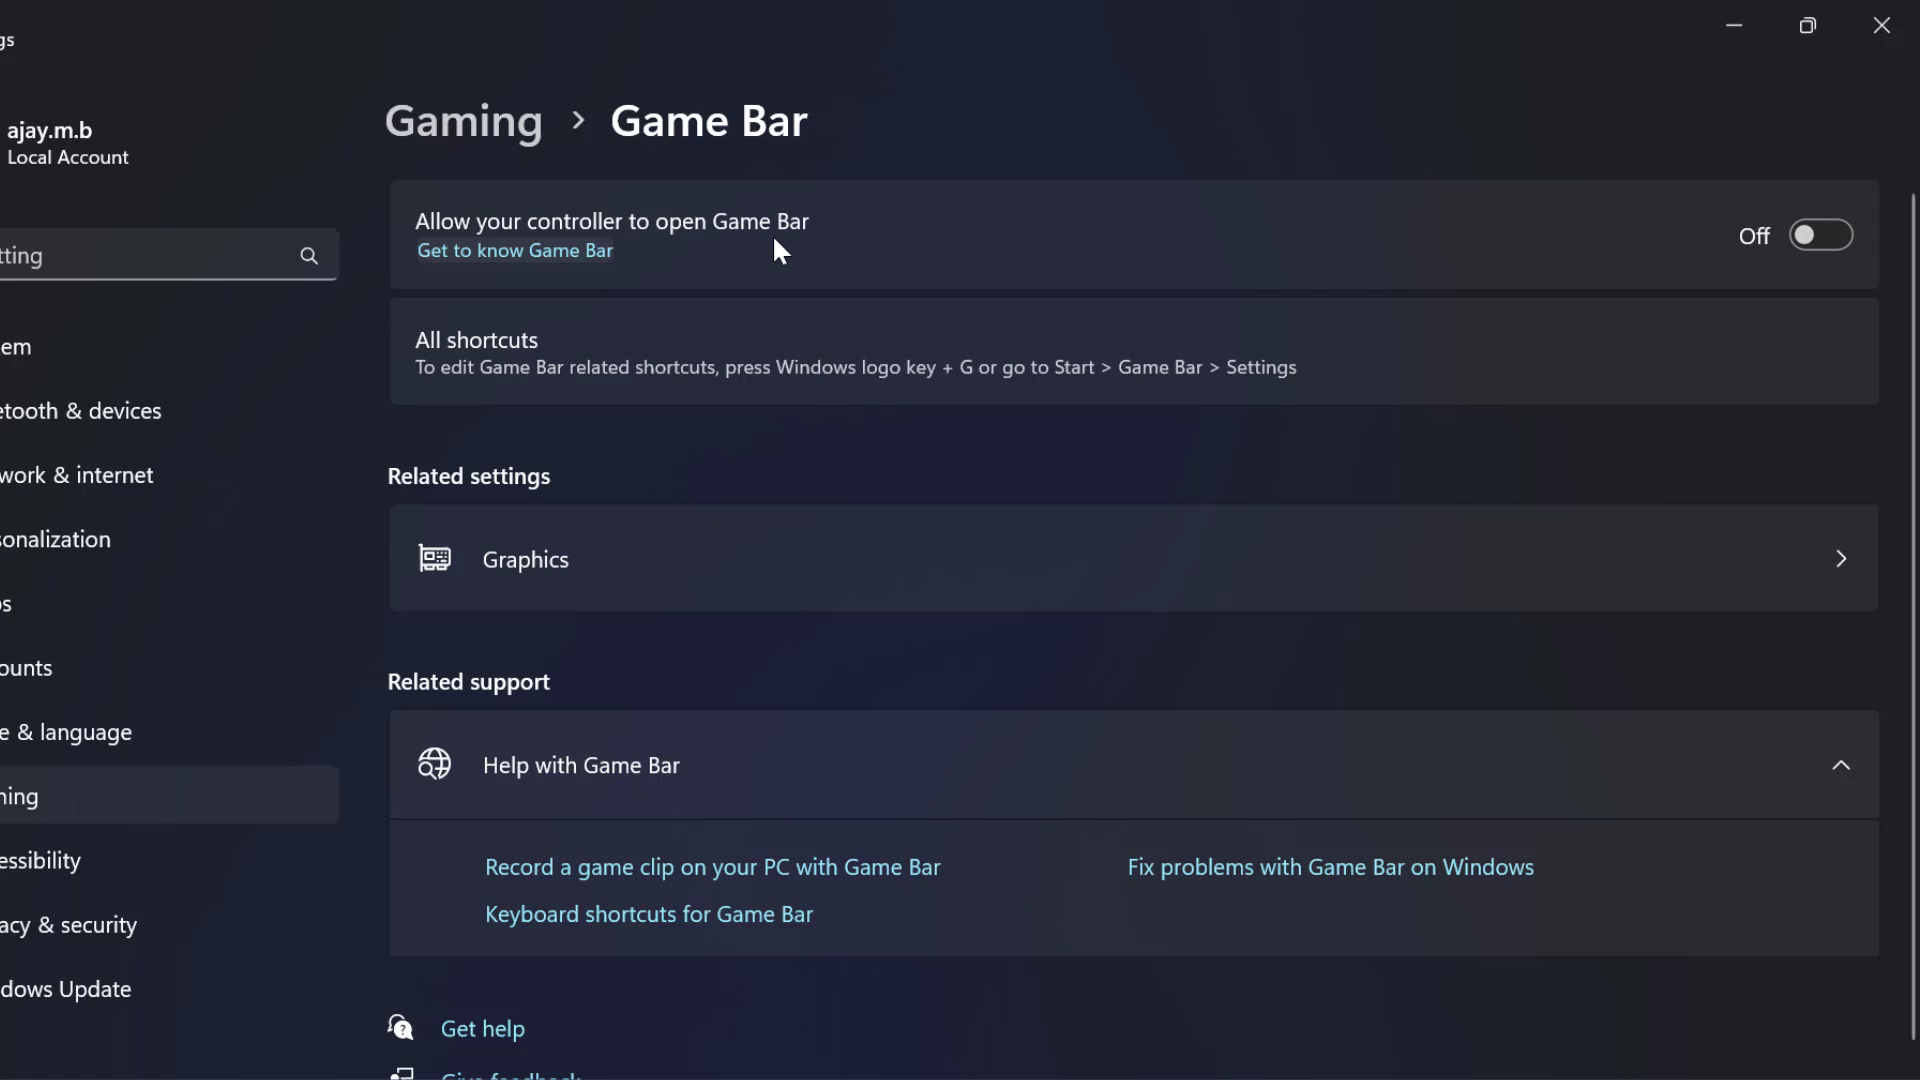 gs
ajay.m.b
Local Account
tting
em
etooth & devices
work & internet
sonalization
s
ounts
e & language
ning
essibility
acy & security
dows Update
Gaming > Game Bar
Allow your controller to open Game Bar
Get to know Game Bar
Off
All shortcuts
To edit Game Bar related shortcuts, press Windows logo key + G or go to Start > Game Bar > Settings
Related settings
Graphics
Related support
Help with Game Bar
Record a game clip on your PC with Game Bar
Fix problems with Game Bar on Windows
Keyboard shortcuts for Game Bar
Get help
Give feedback